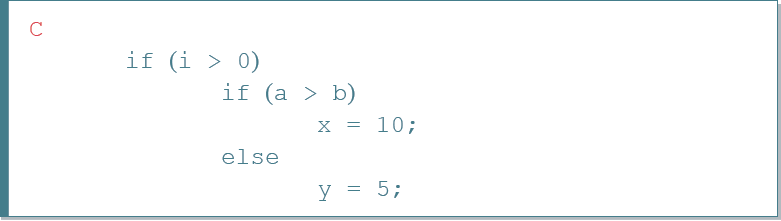 C
if (i > 0)
if (a > b)
x = 10;
else
y = 5;